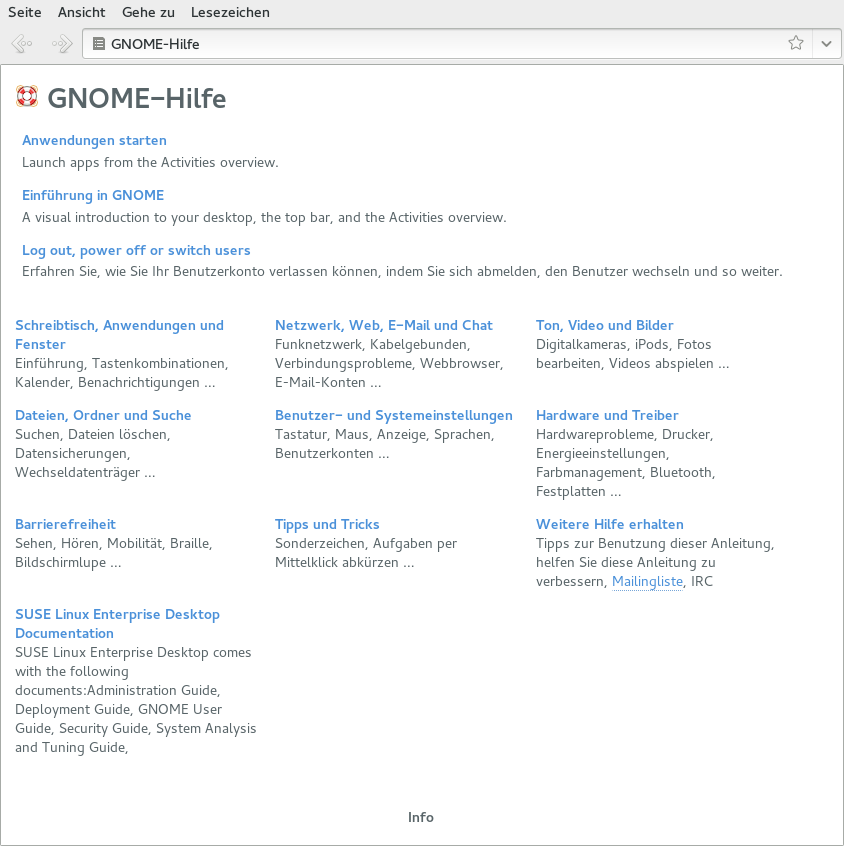 Seite Ansicht Gehe zu Lesezeichen
GNOME-Hilfe
GNOME-Hilfe
Anwendungen starten
Launch apps from the Activities overview.
Einführung in GNOME
A visual introduction to your desktop, the top bar, and the Activities overview.
Log out, power off or switch users
Erfahren Sie, wie Sie Ihr Benutzerkonto verlassen können, indem Sie sich abmelden, den Benutzer wechseln und so weiter.
Schreibtisch, Anwendungen und
Fenster
Einführung, Tastenkombinationen,
Kalender, Benachrichtigungen ...
Netzwerk, Web, E-Mail und Chat
Funknetzwerk, Kabelgebunden,
Verbindungsprobleme, Webbrowser,
E-Mail-Konten ...
Ton, Video und Bilder
Digitalkameras, iPods, Fotos
bearbeiten, Videos abspielen ...
Dateien, Ordner und Suche
Suchen, Dateien löschen,
Datensicherungen,
Wechseldatenträger ...
Benutzer- und Systemeinstellungen
Tastatur, Maus, Anzeige, Sprachen,
Benutzerkonten ...
Hardware und Treiber
Hardwareprobleme, Drucker,
Energieeinstellungen,
Farbmanagement, Bluetooth,
Festplatten ...
Barrierefreiheit
Sehen, Hören, Mobilität, Braille,
Bildschirmlupe ...
Tipps und Tricks
Sonderzeichen, Aufgaben per
Mittelklick abkürzen ...
Weitere Hilfe erhalten
Tipps zur Benutzung dieser Anleitung,
helfen Sie diese Anleitung zu
verbessern, Mailingliste, IRC
SUSE Linux Enterprise Desktop
Documentation
SUSE Linux Enterprise Desktop comes
with the following
documents:Administration Guide,
Deployment Guide, GNOME User
Guide, Security Guide, System Analysis
and Tuning Guide,
Info